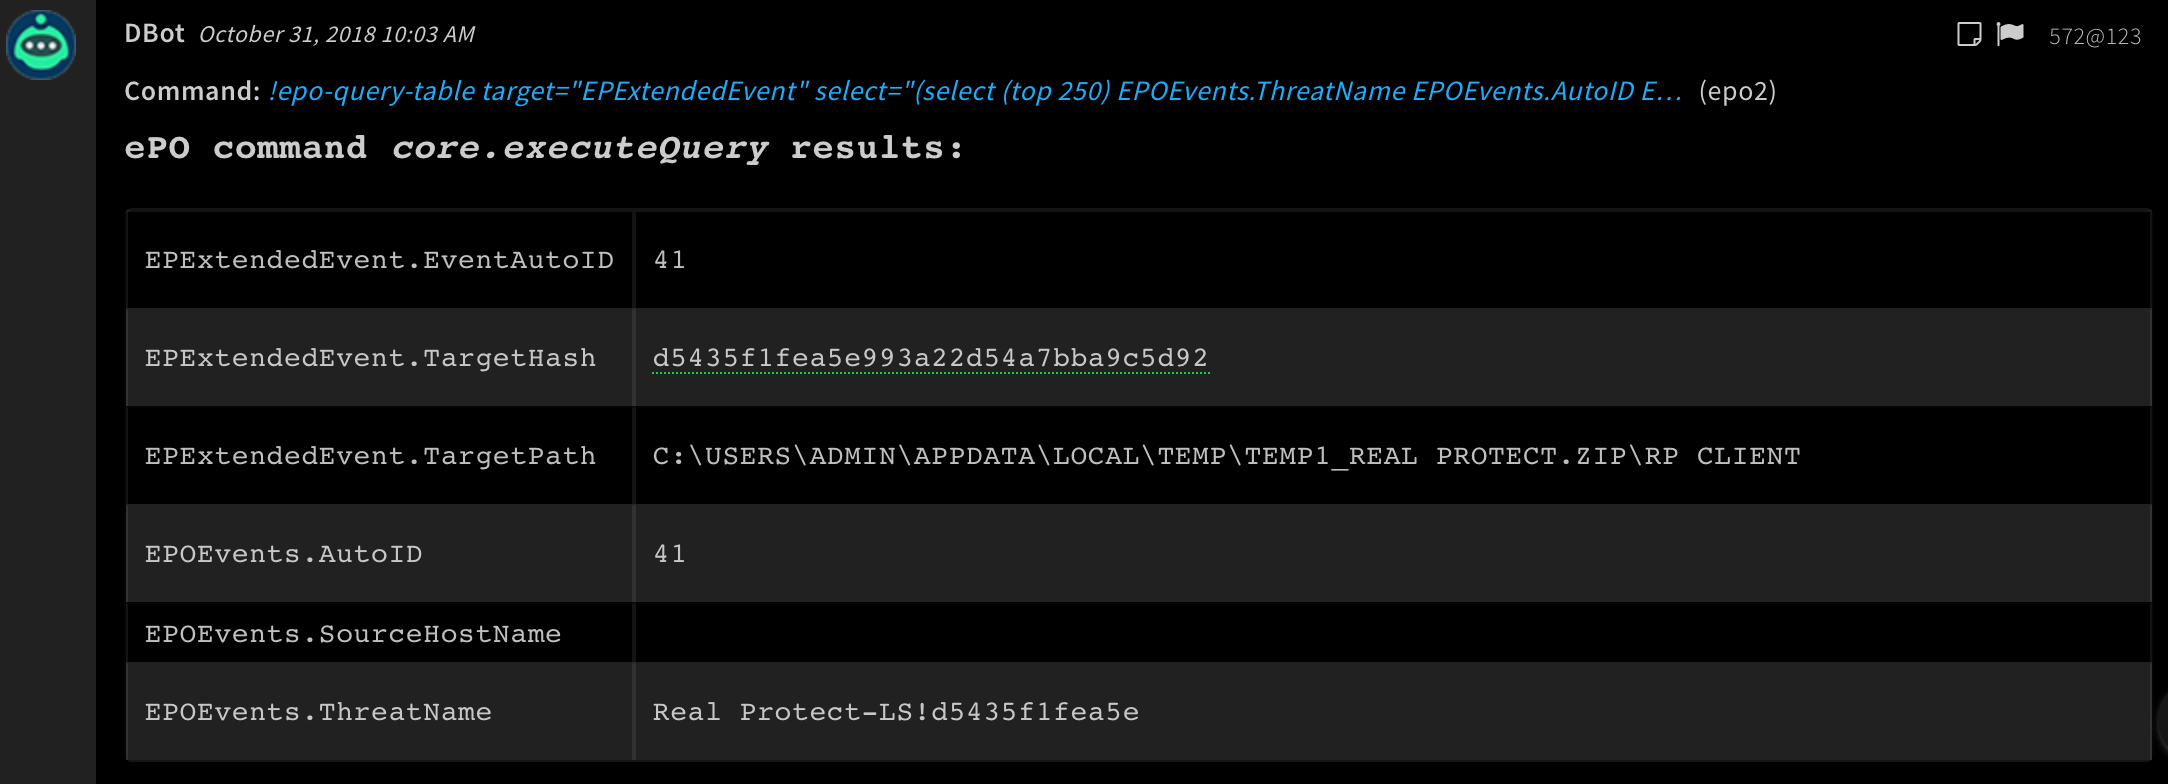 DBot October 31, 2018 10:03 AM 572@123
Command: !epo-query-table target="EPExtendedEvent" select="(select (top 250) EPOEvents.ThreatName EPOEvents.AutoID E... (epo2)
ePO command core.executeQuery results:
EPExtendedEvent.EventAutoID 41
EPExtendedEvent.TargetHash d5435f1fea5e993a22d54a7bba9c5d92
EPExtendedEvent.TargetPath C:\USERS\ADMIN\APPDATA\LOCAL\TEMP\TEMP1_REAL PROTECT.ZIP\RP CLIENT
EPOEvents.AutoID 41
EPOEvents.SourceHostName
EPOEvents.ThreatName Real Protect-LS!d5435f1fea5e